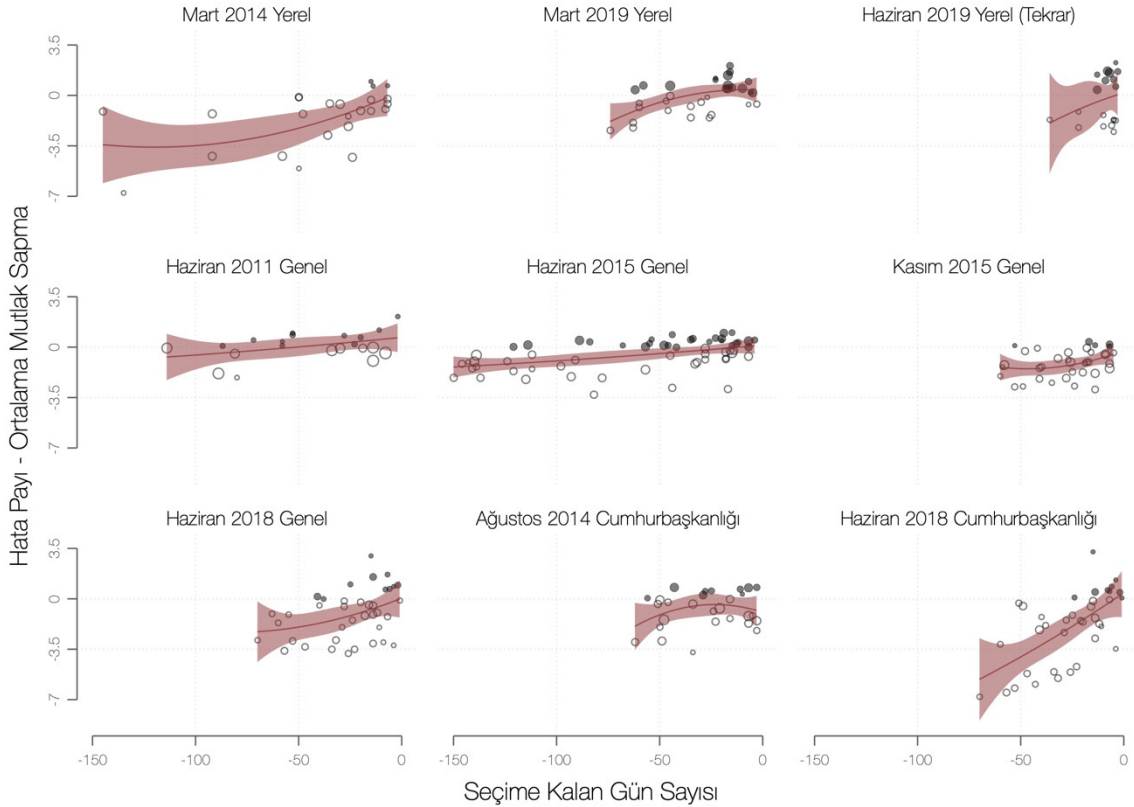 Mart 2014 Yerel
Mart 2019 Yerel
Haziran 2019 Yerel (Tekrar)
3.5
0
-3.5
-7
Haziran 2011 Genel
Haziran 2015 Genel
Kasım 2015 Genel
3.5
0
-3.5
-7
Hata Payı - Ortalama Mutlak Sapma
Haziran 2018 Genel
Ağustos 2014 Cumhurbaşkanlığı
Haziran 2018 Cumhurbaşkanlığı
3.5
0
-3.5
-7
-150 -100 -50 0
-150 -100 -50 0
-150 -100 -50 0
Seçime Kalan Gün Sayısı